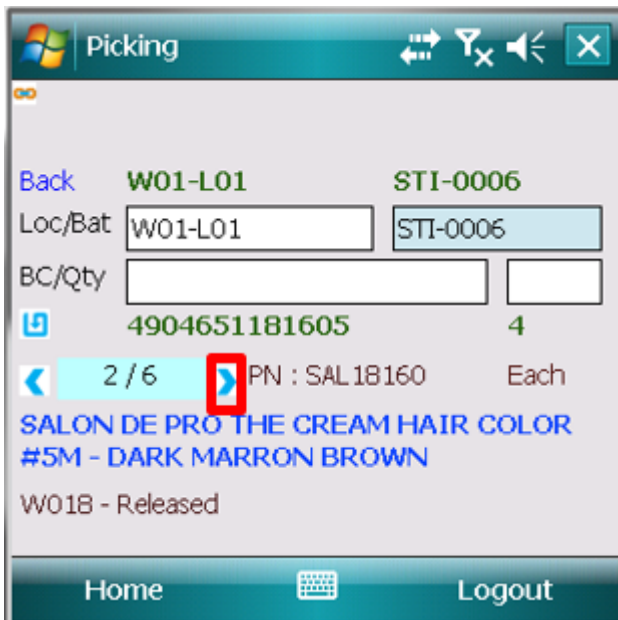 Picking
Back W01-L01 STI-0006
Loc/Bat W01-L01 STI-0006
BC/Qty
4904651181605 4
2 / 6 PN : SAL18160 Each
SALON DE PRO THE CREAM HAIR COLOR
#5M - DARK MARRON BROWN
W018 - Released
Home Logout